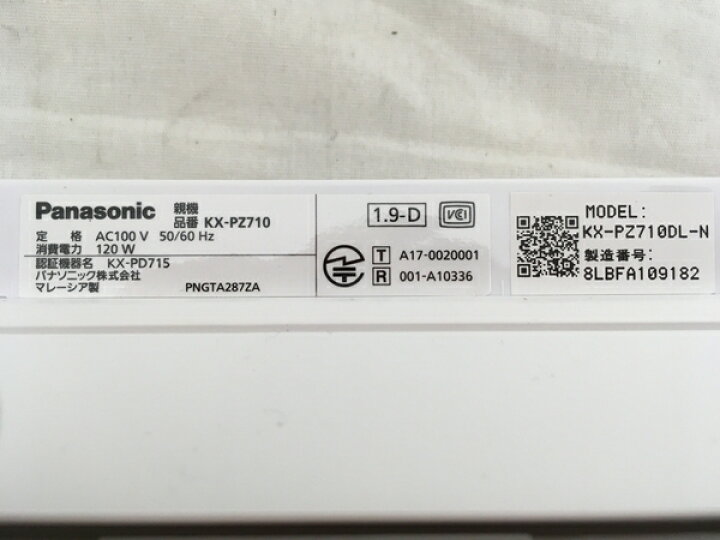 Panasonic 親機
品番 KX-PZ710
定 格 AC100 V 50/60 Hz
消費電力 120 W
認証機器名 KX-PD715
パナソニック株式会社
マレーシア製 PNGTA287ZA
1.9-D VCCI
T A17-0020001
R 001-A10336
MODEL:
KX-PZ710DL-N
製造番号:
8LBFA109182